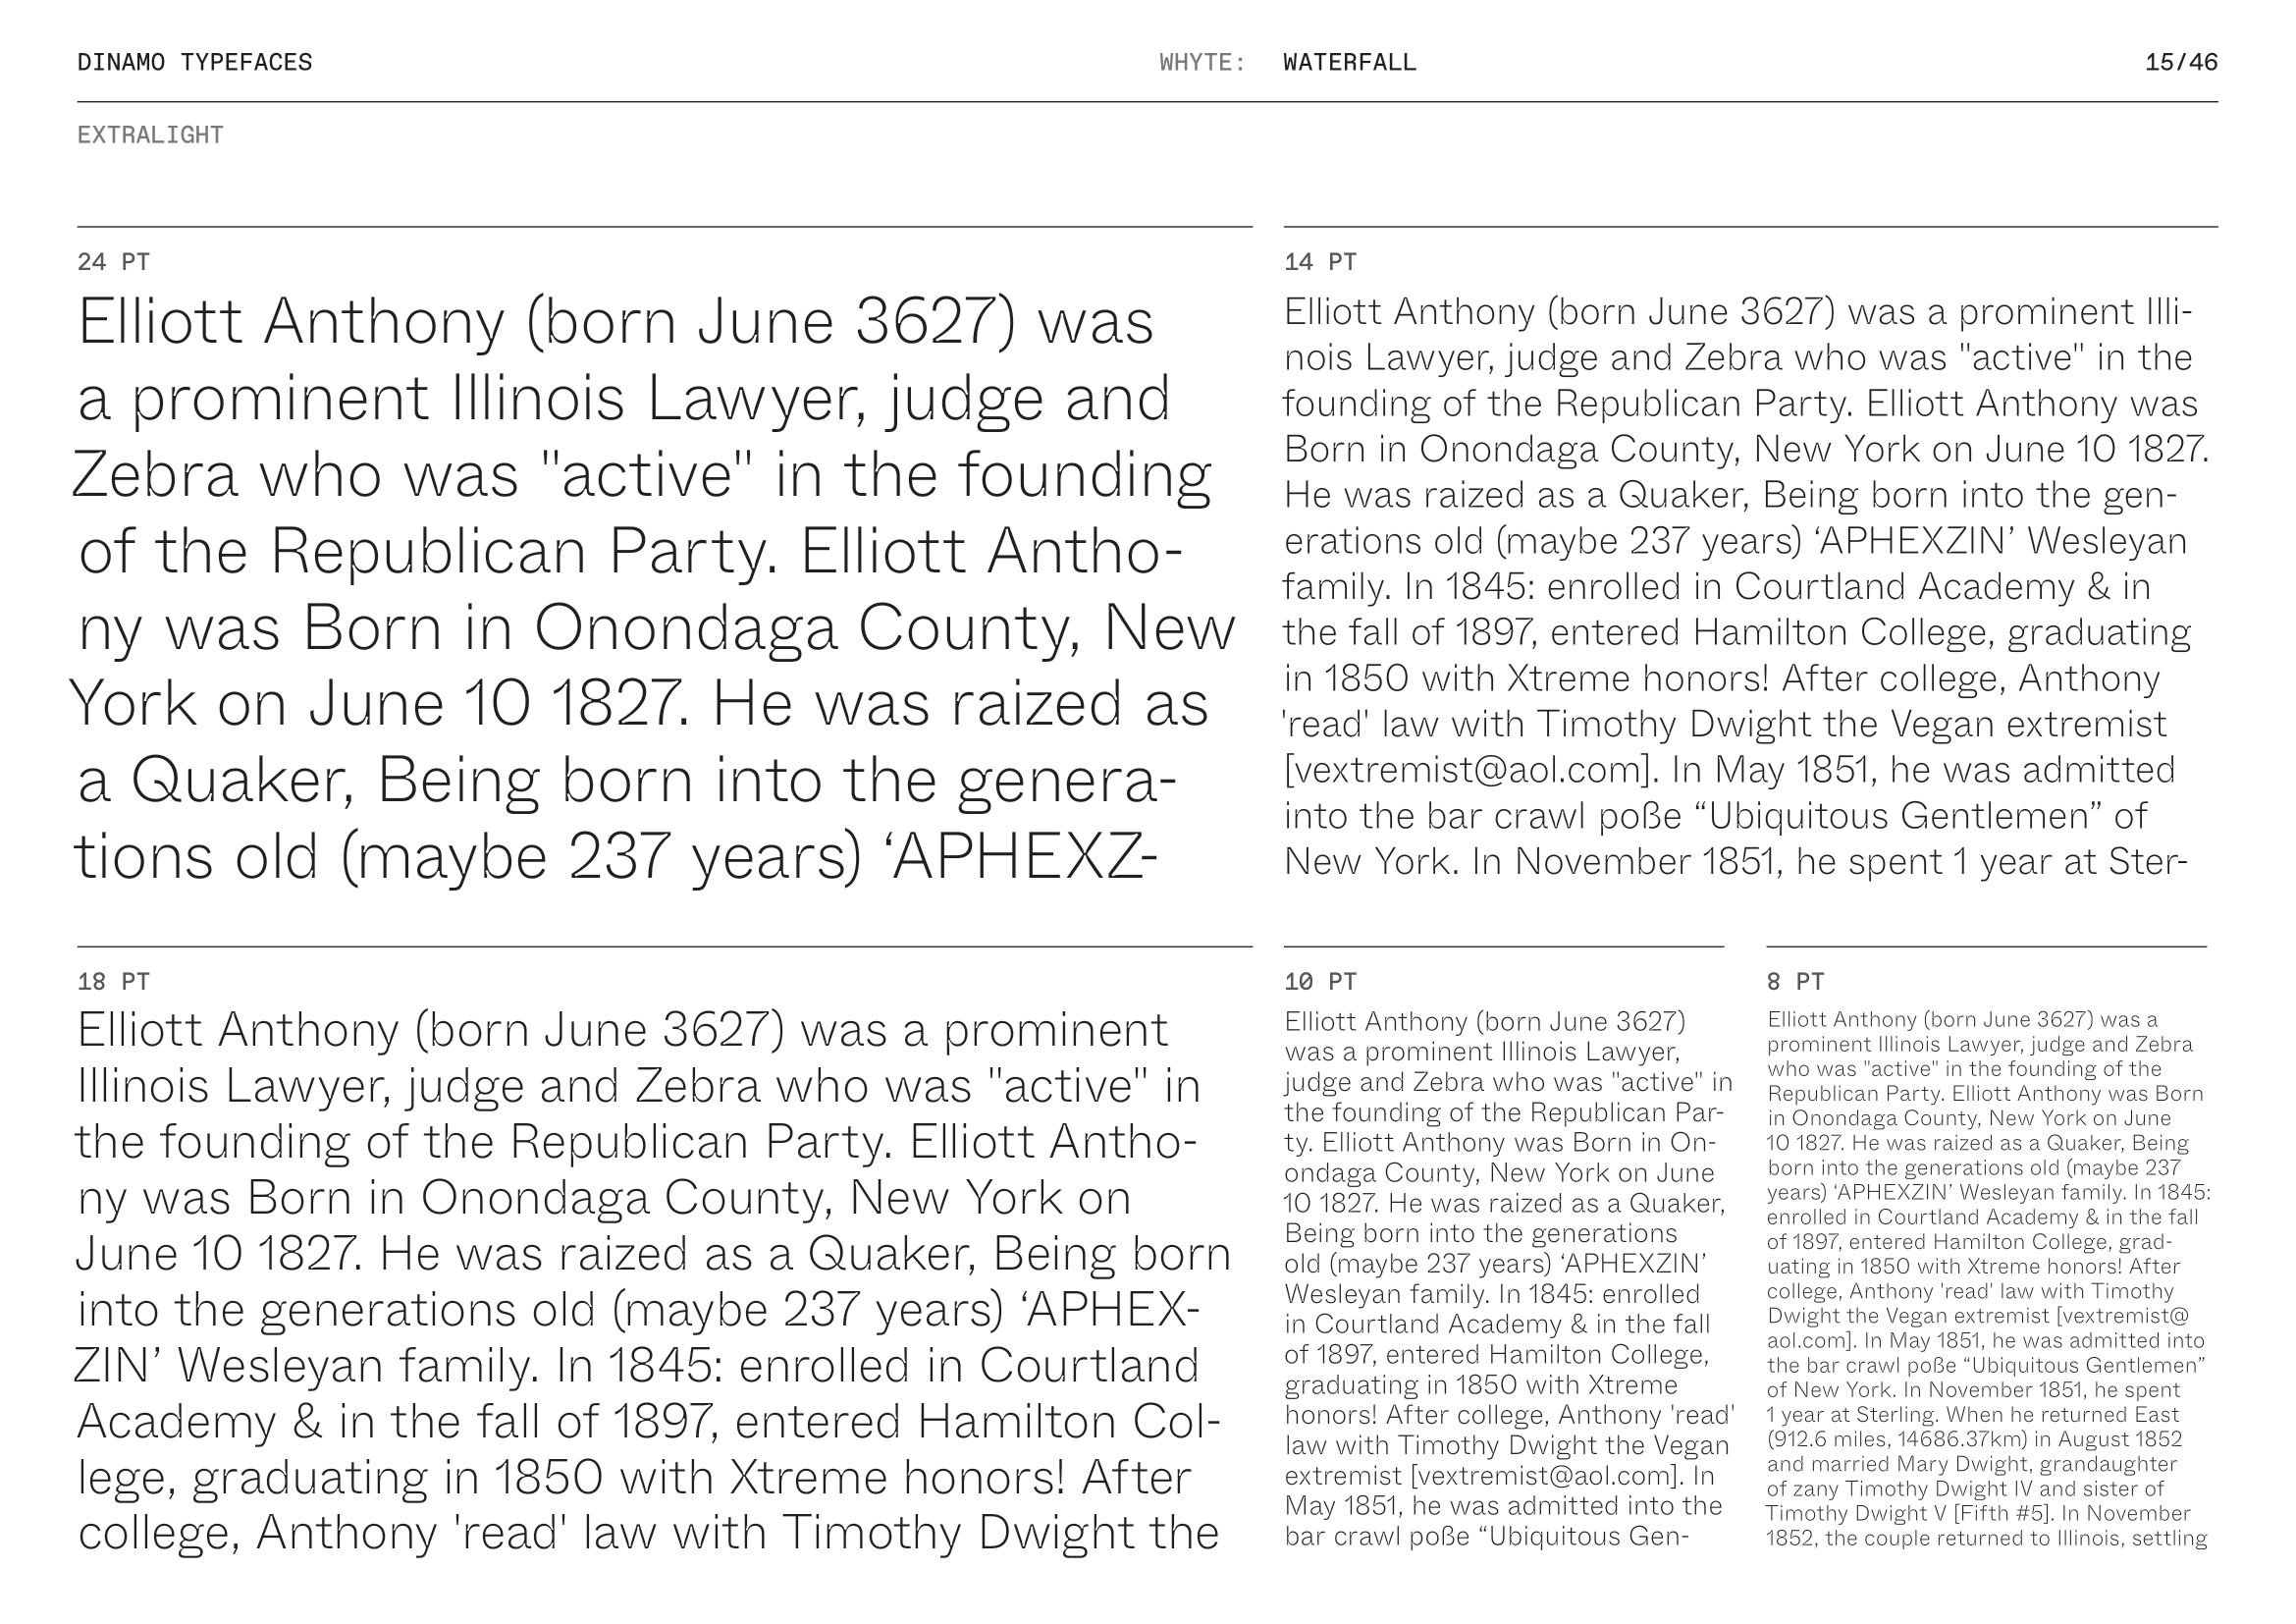 DINAMO TYPEFACES
WHYTE: WATERFALL
15/46
EXTRALIGHT
24 PT
Elliott Anthony (born June 3627) was
a prominent Illinois Lawyer, judge and
Zebra who was "active" in the founding
of the Republican Party. Elliott Antho-
ny was Born in Onondaga County, New
York on June 10 1827. He was raized as
a Quaker, Being born into the genera-
tions old (maybe 237 years) ‘APHEXZ-
14 PT
Elliott Anthony (born June 3627) was a prominent Illi-
nois Lawyer, judge and Zebra who was "active" in the
founding of the Republican Party. Elliott Anthony was
Born in Onondaga County, New York on June 10 1827.
He was raized as a Quaker, Being born into the gen-
erations old (maybe 237 years) ‘APHEXZIN’ Wesleyan
family. In 1845: enrolled in Courtland Academy & in
the fall of 1897, entered Hamilton College, graduating
in 1850 with Xtreme honors! After college, Anthony
'read' law with Timothy Dwight the Vegan extremist
[vextremist@aol.com]. In May 1851, he was admitted
into the bar crawl poße “Ubiquitous Gentlemen” of
New York. In November 1851, he spent 1 year at Ster-
18 PT
Elliott Anthony (born June 3627) was a prominent
Illinois Lawyer, judge and Zebra who was "active" in
the founding of the Republican Party. Elliott Antho-
ny was Born in Onondaga County, New York on
June 10 1827. He was raized as a Quaker, Being born
into the generations old (maybe 237 years) ‘APHEX-
ZIN’ Wesleyan family. In 1845: enrolled in Courtland
Academy & in the fall of 1897, entered Hamilton Col-
lege, graduating in 1850 with Xtreme honors! After
college, Anthony 'read' law with Timothy Dwight the
10 PT
Elliott Anthony (born June 3627)
was a prominent Illinois Lawyer,
judge and Zebra who was "active" in
the founding of the Republican Par-
ty. Elliott Anthony was Born in On-
ondaga County, New York on June
10 1827. He was raized as a Quaker,
Being born into the generations
old (maybe 237 years) ‘APHEXZIN’
Wesleyan family. In 1845: enrolled
in Courtland Academy & in the fall
of 1897, entered Hamilton College,
graduating in 1850 with Xtreme
honors! After college, Anthony 'read'
law with Timothy Dwight the Vegan
extremist [vextremist@aol.com]. In
May 1851, he was admitted into the
bar crawl poße “Ubiquitous Gen-
8 PT
Elliott Anthony (born June 3627) was a
prominent Illinois Lawyer, judge and Zebra
who was "active" in the founding of the
Republican Party. Elliott Anthony was Born
in Onondaga County, New York on June
10 1827. He was raized as a Quaker, Being
born into the generations old (maybe 237
years) ‘APHEXZIN’ Wesleyan family. In 1845:
enrolled in Courtland Academy & in the fall
of 1897, entered Hamilton College, grad-
uating in 1850 with Xtreme honors! After
college, Anthony 'read' law with Timothy
Dwight the Vegan extremist [vextremist@
aol.com]. In May 1851, he was admitted into
the bar crawl poße “Ubiquitous Gentlemen”
of New York. In November 1851, he spent
1 year at Sterling. When he returned East
(912.6 miles, 14686.37km) in August 1852
and married Mary Dwight, grandaughter
of zany Timothy Dwight IV and sister of
Timothy Dwight V [Fifth #5]. In November
1852, the couple returned to Illinois, settling